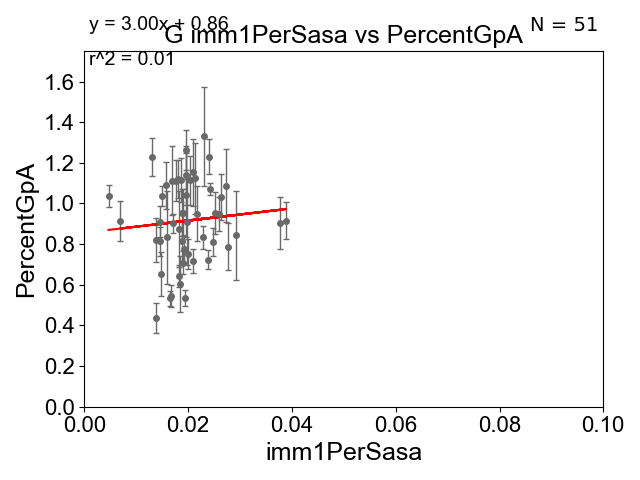 y = 3.00x + 0.86
G imm1PerSasa vs PercentGpA
N = 51
r^2 = 0.01
1.6
1.4
1.2
1.0
0.8
0.6
0.4
0.2
0.0
PercentGpA
0.00 0.02 0.04 0.06 0.08 0.10
imm1PerSasa